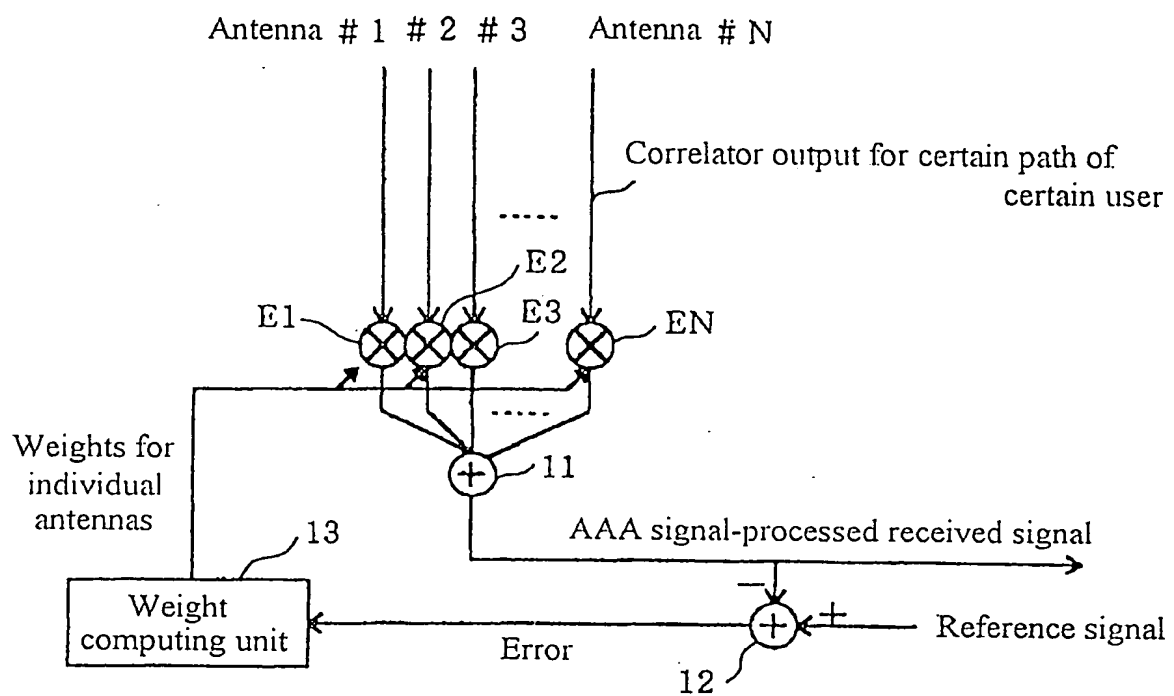 Antenna # 1 # 2 # 3 Antenna # N
Correlator output for certain path of
certain user
E1
E2
E3
EN
Weights for
individual
antennas
11
13
AAA signal-processed received signal
Weight
computing unit
Error
−
+
+
+
Reference signal
12